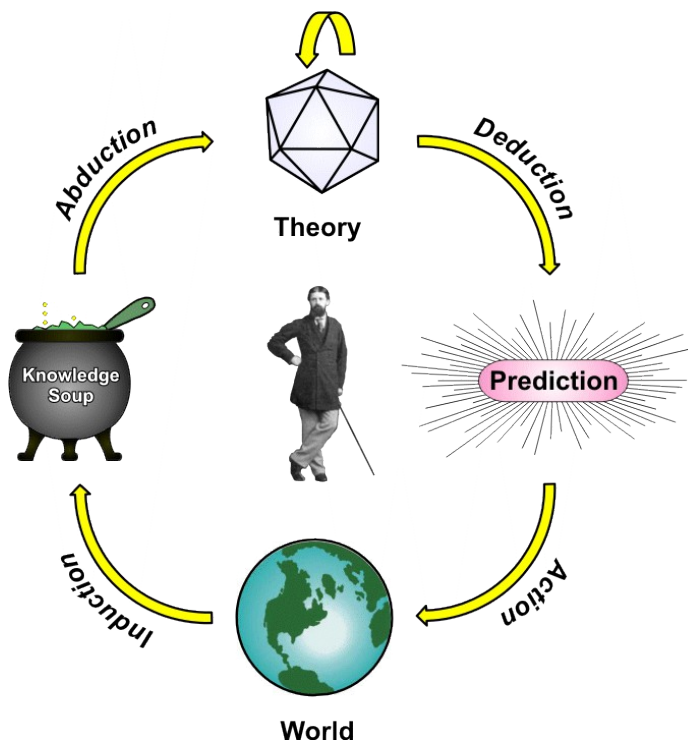 Abduction
Deduction
Theory
Knowledge
Soup
Prediction
Induction
Action
World